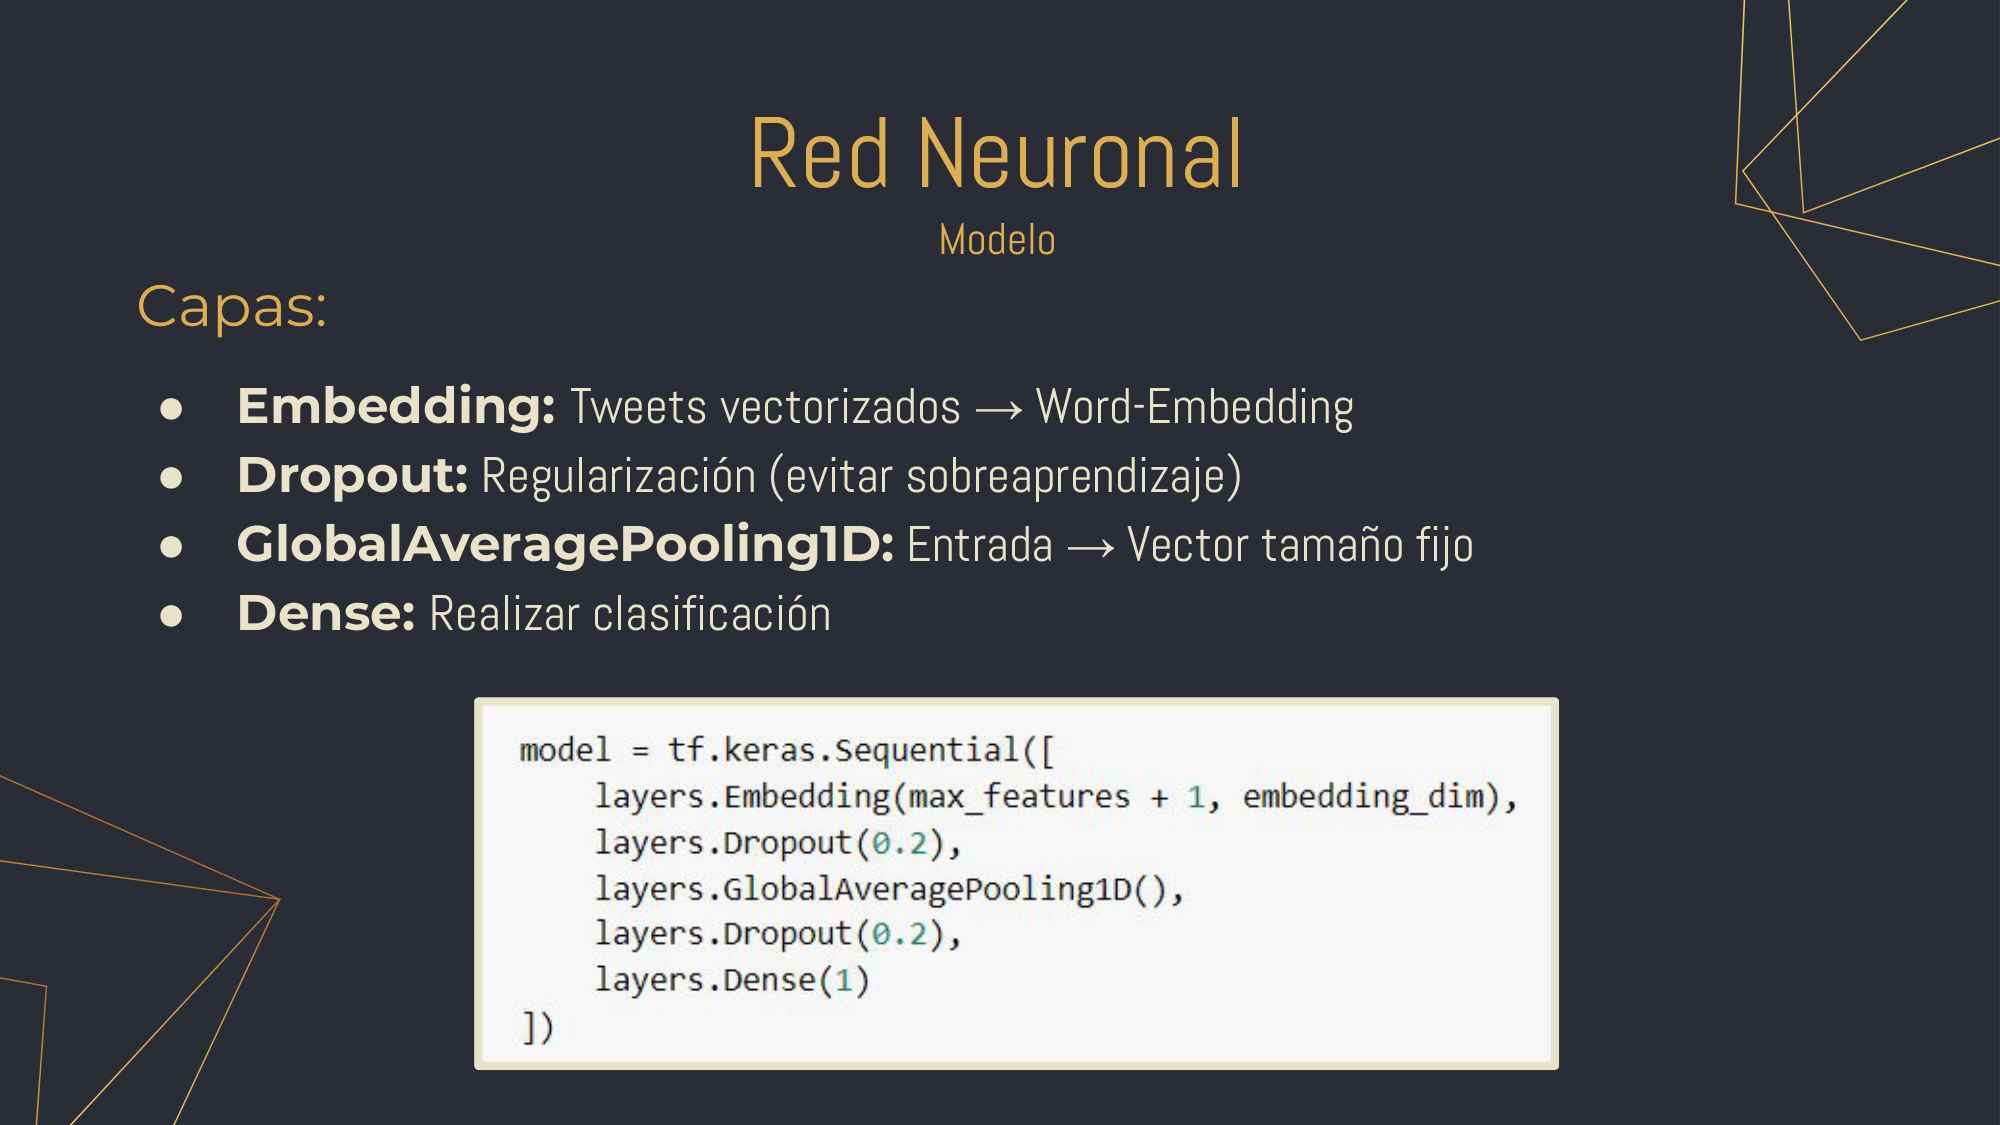 Red Neuronal
Modelo
Capas:
● Embedding: Tweets vectorizados → Word-Embedding
● Dropout: Regularización (evitar sobreaprendizaje)
● GlobalAveragePooling1D: Entrada → Vector tamaño fijo
● Dense: Realizar clasificación
model = tf.keras.Sequential([
    layers.Embedding(max_features + 1, embedding_dim),
    layers.Dropout(0.2),
    layers.GlobalAveragePooling1D(),
    layers.Dropout(0.2),
    layers.Dense(1)
])